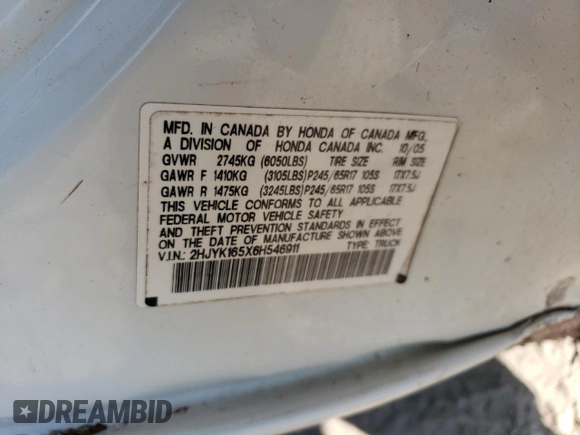 MFD. IN CANADA BY HONDA OF CANADA MFG.
A DIVISION OF HONDA CANADA INC. 10/05
GVWR 2745KG (6050LBS) TIRE SIZE RIM SIZE
GAWR F 1410KG (3105LBS) P245/65R17 105S 17X7.5J
GAWR R 1475KG (3245LBS) P245/65R17 105S 17X7.5J
THIS VEHICLE CONFORMS TO ALL APPLICABLE
FEDERAL MOTOR VEHICLE SAFETY
AND THEFT PREVENTION STANDARDS IN EFFECT
ON THE DATE OF MANUFACTURE SHOWN ABOVE.
V.I.N.: 2HJYK165X6H546911 TYPE: TRUCK
DREAMBID